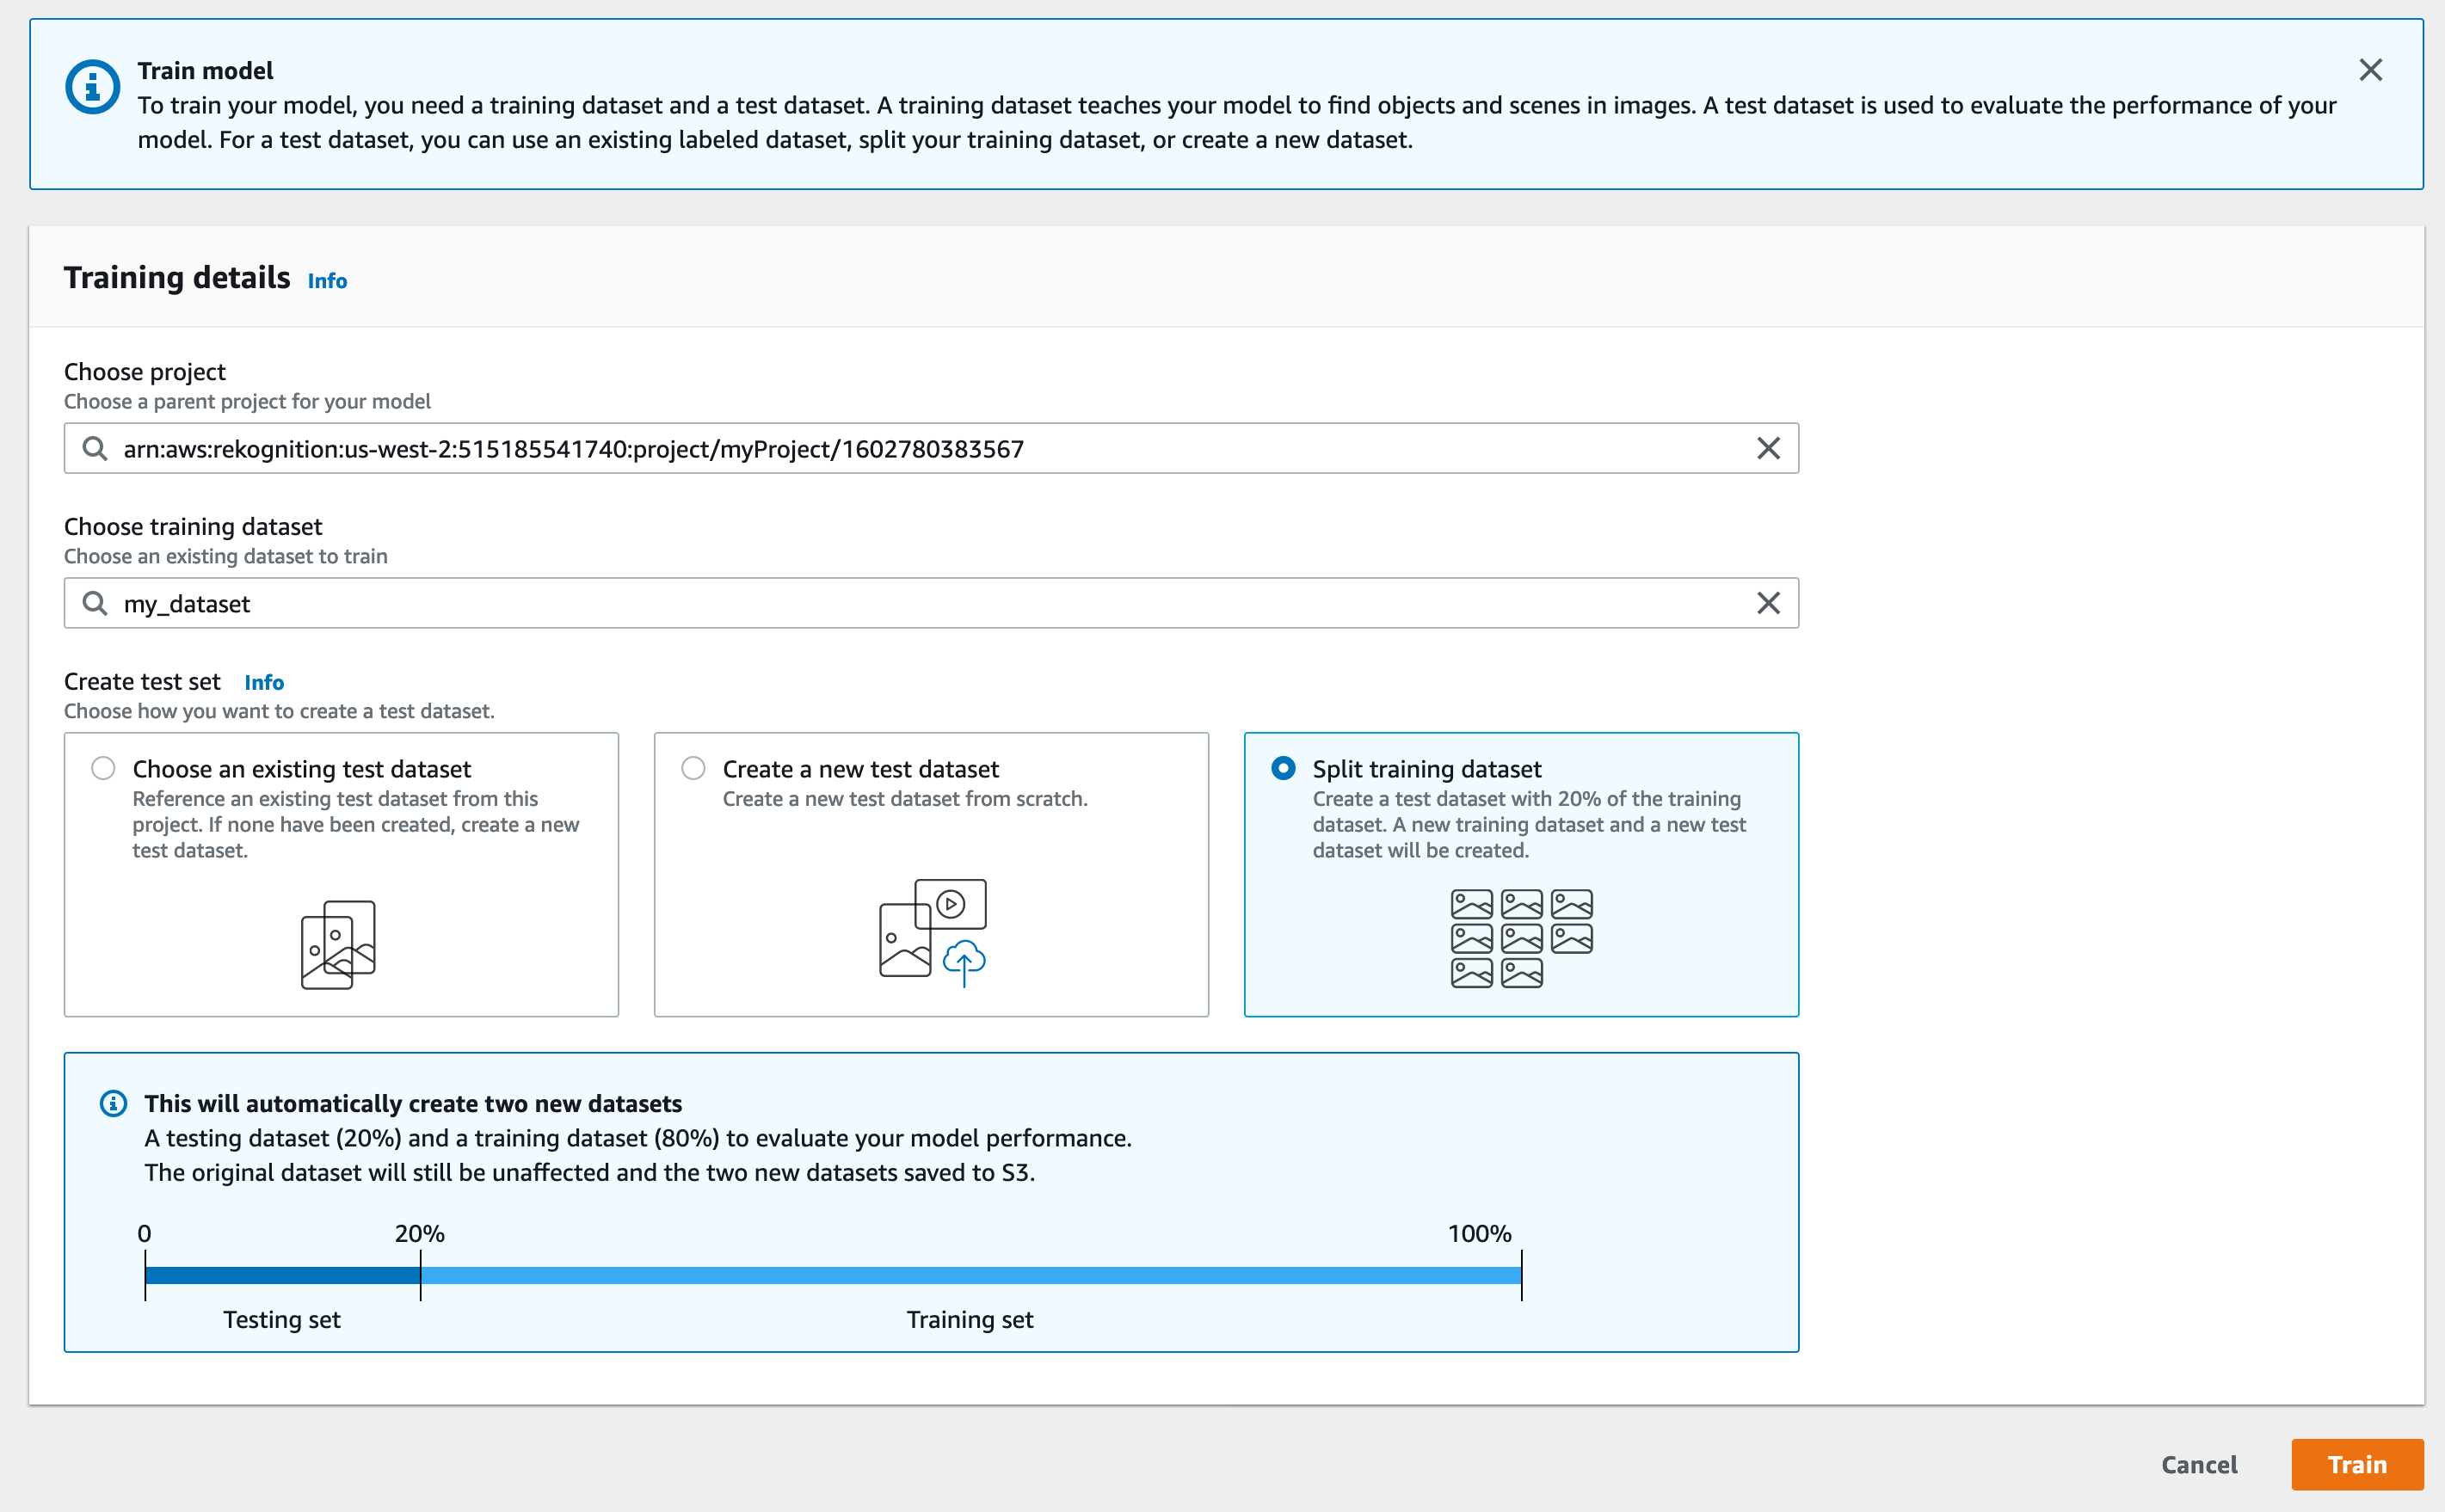 Train model
To train your model, you need a training dataset and a test dataset. A training dataset teaches your model to find objects and scenes in images. A test dataset is used to evaluate the performance of your
model. For a test dataset, you can use an existing labeled dataset, split your training dataset, or create a new dataset.
Training details Info
Choose project
Choose a parent project for your model
arn:aws:rekognition:us-west-2:515185541740:project/myProject/1602780383567
Choose training dataset
Choose an existing dataset to train
my_dataset
Create test set Info
Choose how you want to create a test dataset.
Choose an existing test dataset
Reference an existing test dataset from this
project. If none have been created, create a new
test dataset.
Create a new test dataset
Create a new test dataset from scratch.
Split training dataset
Create a test dataset with 20% of the training
dataset. A new training dataset and a new test
dataset will be created.
This will automatically create two new datasets
A testing dataset (20%) and a training dataset (80%) to evaluate your model performance.
The original dataset will still be unaffected and the two new datasets saved to S3.
0 20% 100%
Testing set Training set
Cancel Train